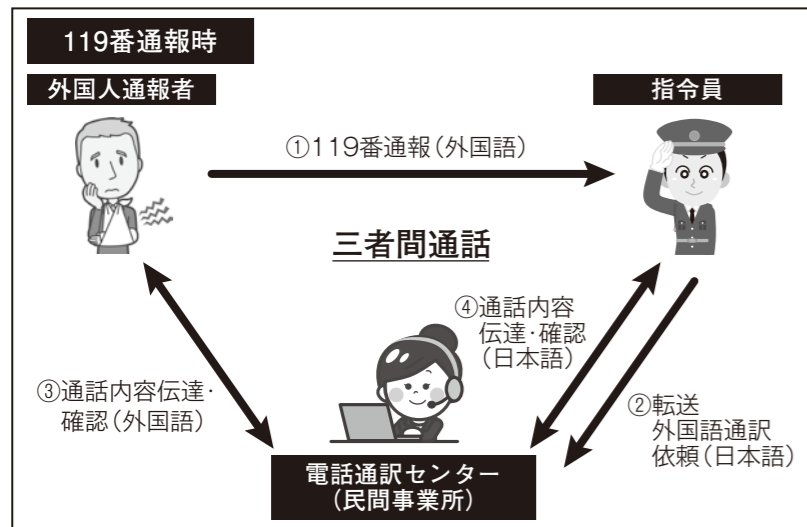 119番通報時
外国人通報者
指令員
①119番通報(外国語)
三者間通話
④通話内容
伝達・確認
(日本語)
③通話内容伝達・
確認(外国語)
②転送
外国語通訳
依頼(日本語)
電話通訳センター
(民間事業所)